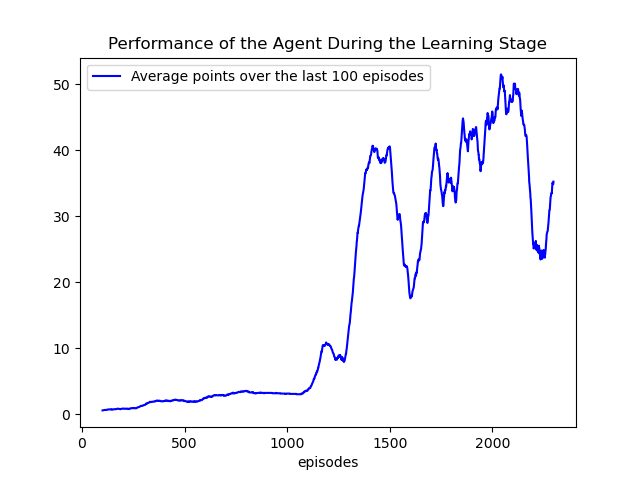 Performance of the Agent During the Learning Stage
Average points over the last 100 episodes
50
40
30
20
10
0
0 500 1000 1500 2000
episodes